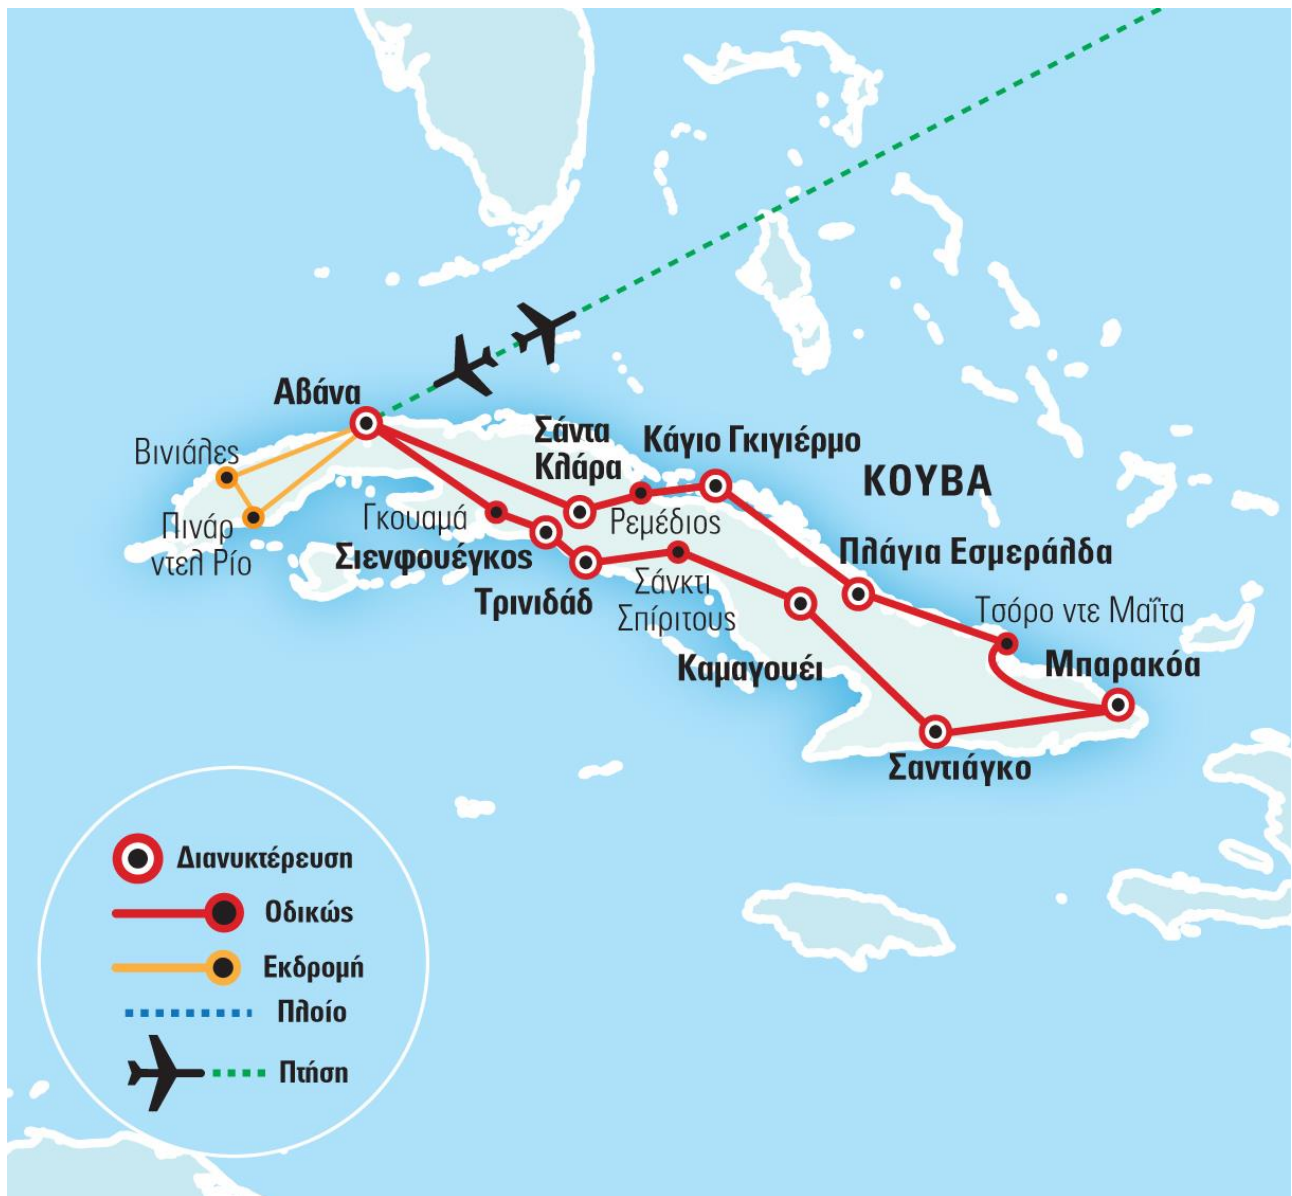 Αβάνα
Βινιάλες
Πινάρ
ντελ Ρίο
Σάντα
Κλάρα
Κάγιο Γκιγιέρμο
ΚΟΥΒΑ
Γκουαμά
Ρεμέδιος
Σιενφουέγκος
Πλάγια Εσμεράλδα
Τρινιδάδ
Σάνκτι
Σπίριτους
Τσόρο ντε Μαΐτα
Καμαγουέι
Μπαρακόα
Σαντιάγκο
Διανυκτέρευση
Οδικώς
Εκδρομή
Πλοίο
Πτήση